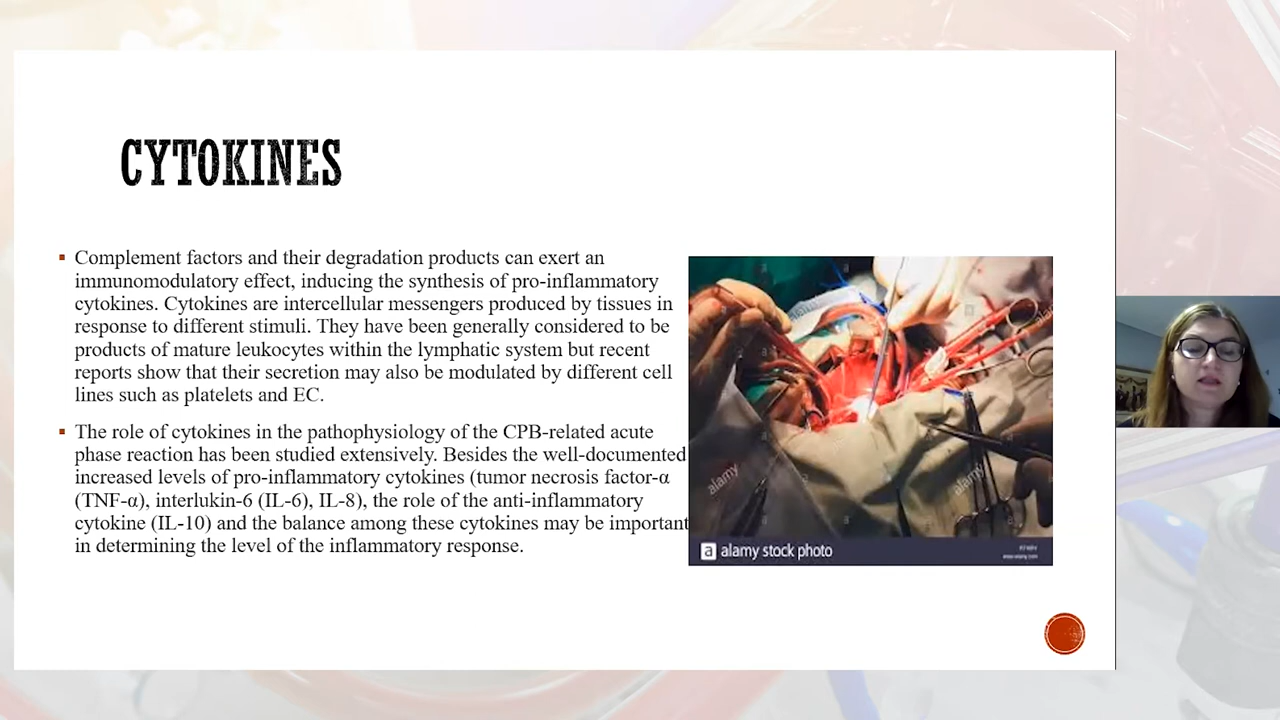 CYTOKINES
▪ Complement factors and their degradation products can exert an
immunomodulatory effect, inducing the synthesis of pro-inflammatory
cytokines. Cytokines are intercellular messengers produced by tissues in
response to different stimuli. They have been generally considered to be
products of mature leukocytes within the lymphatic system but recent
reports show that their secretion may also be modulated by different cell
lines such as platelets and EC.
▪ The role of cytokines in the pathophysiology of the CPB-related acute
phase reaction has been studied extensively. Besides the well-documented
increased levels of pro-inflammatory cytokines (tumor necrosis factor-α
(TNF-α), interlukin-6 (IL-6), IL-8), the role of the anti-inflammatory
cytokine (IL-10) and the balance among these cytokines may be important
in determining the level of the inflammatory response.
alamy
alamy
a alamy stock photo